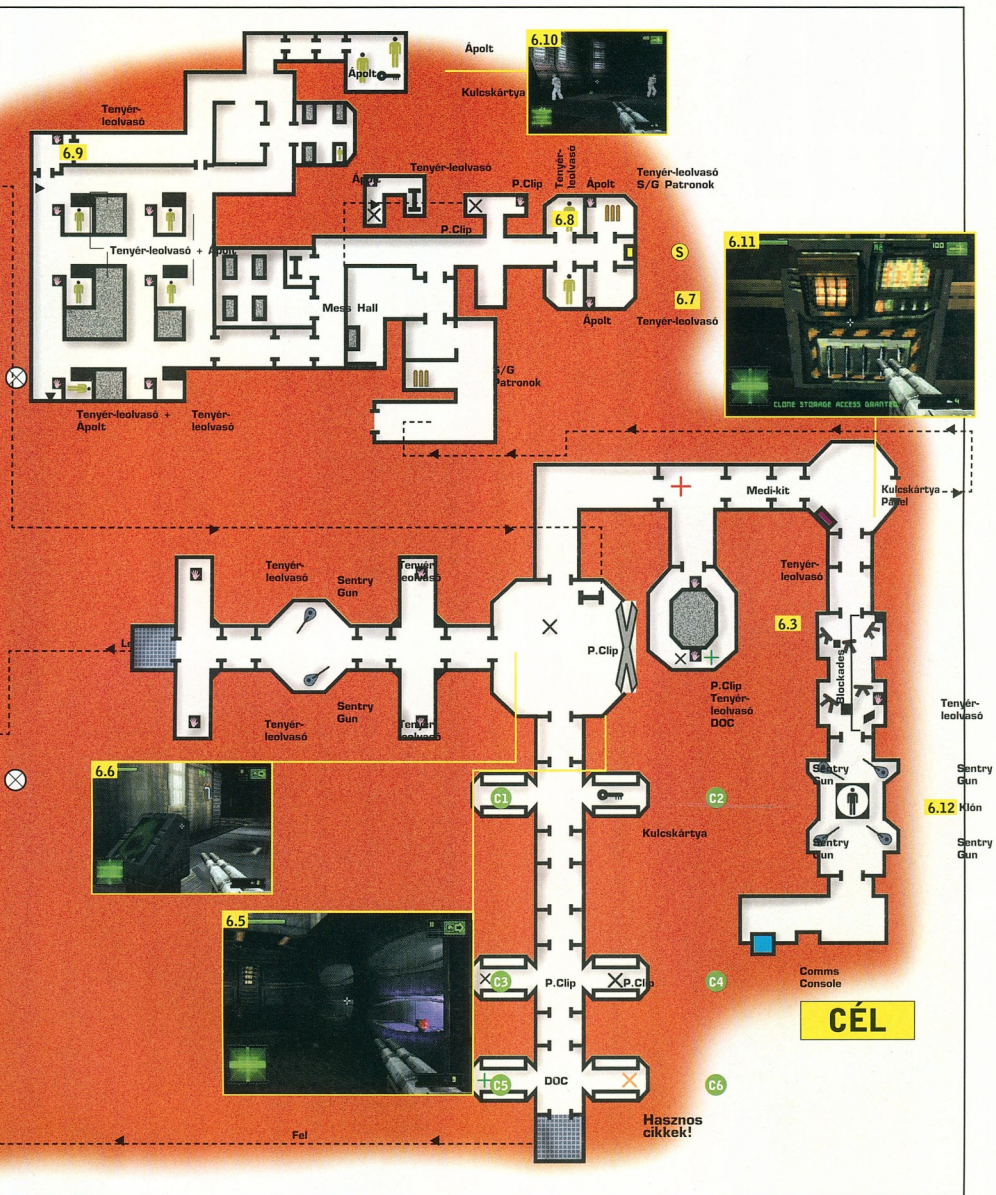 Ápolt
6.10
Ápolt
Kulcskártya
Tenyér-
leolvasó
6.9
Tenyér-leolvasó
P.Clip
Tenyér-
leolvasó
Ápolt
Tenyér-leolvasó
S/G Patronok
P.Clip
6.8
S
6.11
100
Tenyér-leolvasó + Ápolt
Mess Hall
6.7
Ápolt
Tenyér-leolvasó
S/G
Patronok
CLONE STORAGE ACCESS GRANTED
Tenyér-leolvasó +
Ápolt
Tenyér-
leolvasó
Medi-kit
Kulcskártya
Panel
Tenyér-
leolvasó
Sentry
Gun
Tenyér-
leolvasó
Tenyér-
leolvasó
6.3
P.Clip
Blockades
P.Clip
Tenyér-
leolvasó
DOC
Tenyér-
leolvasó
Sentry
Gun
Tenyér-
leolvasó
Tenyér-
leolvasó
6.6
Sentry
Gun
Sentry
Gun
C1
C2
6.12 Klón
Kulcskártya
Sentry
Gun
Sentry
Gun
6.5
C3
P.Clip
P.Clip
C4
Comms
Console
CÉL
C5
DOC
C6
Hasznos
cikkek!
Fel